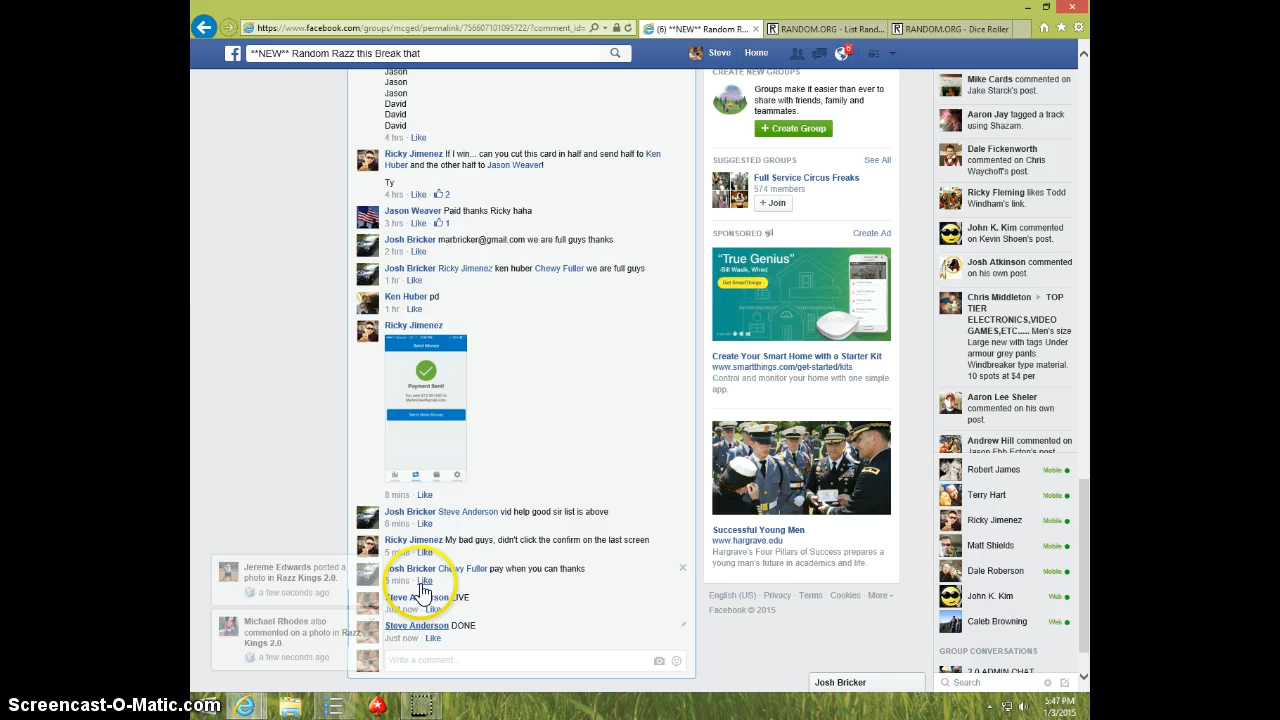 https://www.facebook.com/groups/mcged/permalink/756607101095722/?comment_id=
(6) **NEW** Random R...
RANDOM.ORG - List Rand...
RANDOM.ORG - Dice Roller
**NEW** Random Razz this Break that
Steve
Home
6
Jason
Jason
Jason
David
David
David
4 hrs · Like
Ricky Jimenez If I win... can you cut this card in half and send half to Ken
Huber and the other half to Jason Weaver!
Ty
4 hrs · Like · 2
Jason Weaver Paid thanks Ricky haha
3 hrs · Like · 1
Josh Bricker marbricker@gmail.com we are full guys thanks
2 hrs · Like
Josh Bricker Ricky Jimenez ken huber Chewy Fuller we are full guys
1 hr · Like
Ken Huber pd
1 hr · Like
Ricky Jimenez
Send Money
Payment Sent!
Send More Money
8 mins · Like
Josh Bricker Steve Anderson vid help good sir list is above
6 mins · Like
Ricky Jimenez My bad guys, didn't click the confirm on the last screen
5 mins · Like
Josh Bricker Chewy Fuller pay when you can thanks
5 mins · Like
Steve Anderson LIVE
Just now · Like
Steve Anderson DONE
Just now · Like
Write a comment...
Jereme Edwards posted a
photo in Razz Kings 2.0.
a few seconds ago
Michael Rhodes also
commented on a photo in Razz
Kings 2.0.
a few seconds ago
CREATE NEW GROUPS
Groups make it easier than ever to
share with friends, family and
teammates.
+ Create Group
SUGGESTED GROUPS
See All
Full Service Circus Freaks
574 members
+ Join
SPONSORED
Create Ad
"True Genius"
-Bill Wasik, Wired
Get SmartThings ›
Create Your Smart Home with a Starter Kit
www.smartthings.com/get-started/kits
Control and monitor your home with one simple
app.
Successful Young Men
www.hargrave.edu
Hargrave's Four Pillars of Success prepares a
young man for success in academics and life.
English (US) · Privacy · Terms · Cookies · More
Facebook © 2015
Mike Cards commented on
Jake Starck's post.
Aaron Jay tagged a track
using Shazam.
Dale Fickenworth
commented on Chris
Waychoff's post.
Ricky Fleming likes Todd
Windham's link.
John K. Kim commented
on Kevin Shoen's post.
Josh Atkinson commented
on his own post.
Chris Middleton ▸ TOP
TIER
ELECTRONICS,VIDEO
GAMES,ETC..... Men's size
Large new with tags Under
armour grey pants.
Windbreaker type material.
10 spots at $4 per
Aaron Lee Sheler
commented on his own
post.
Andrew Hill commented on
Robert James Mobile
Terry Hart Mobile
Ricky Jimenez Mobile
Matt Shields Mobile
Dale Roberson Mobile
John K. Kim Web
Caleb Browning Web
GROUP CONVERSATIONS
2.0 ADMIN CHAT
Search
Josh Bricker
5:47 PM
1/3/2015
Screencast-O-Matic.com